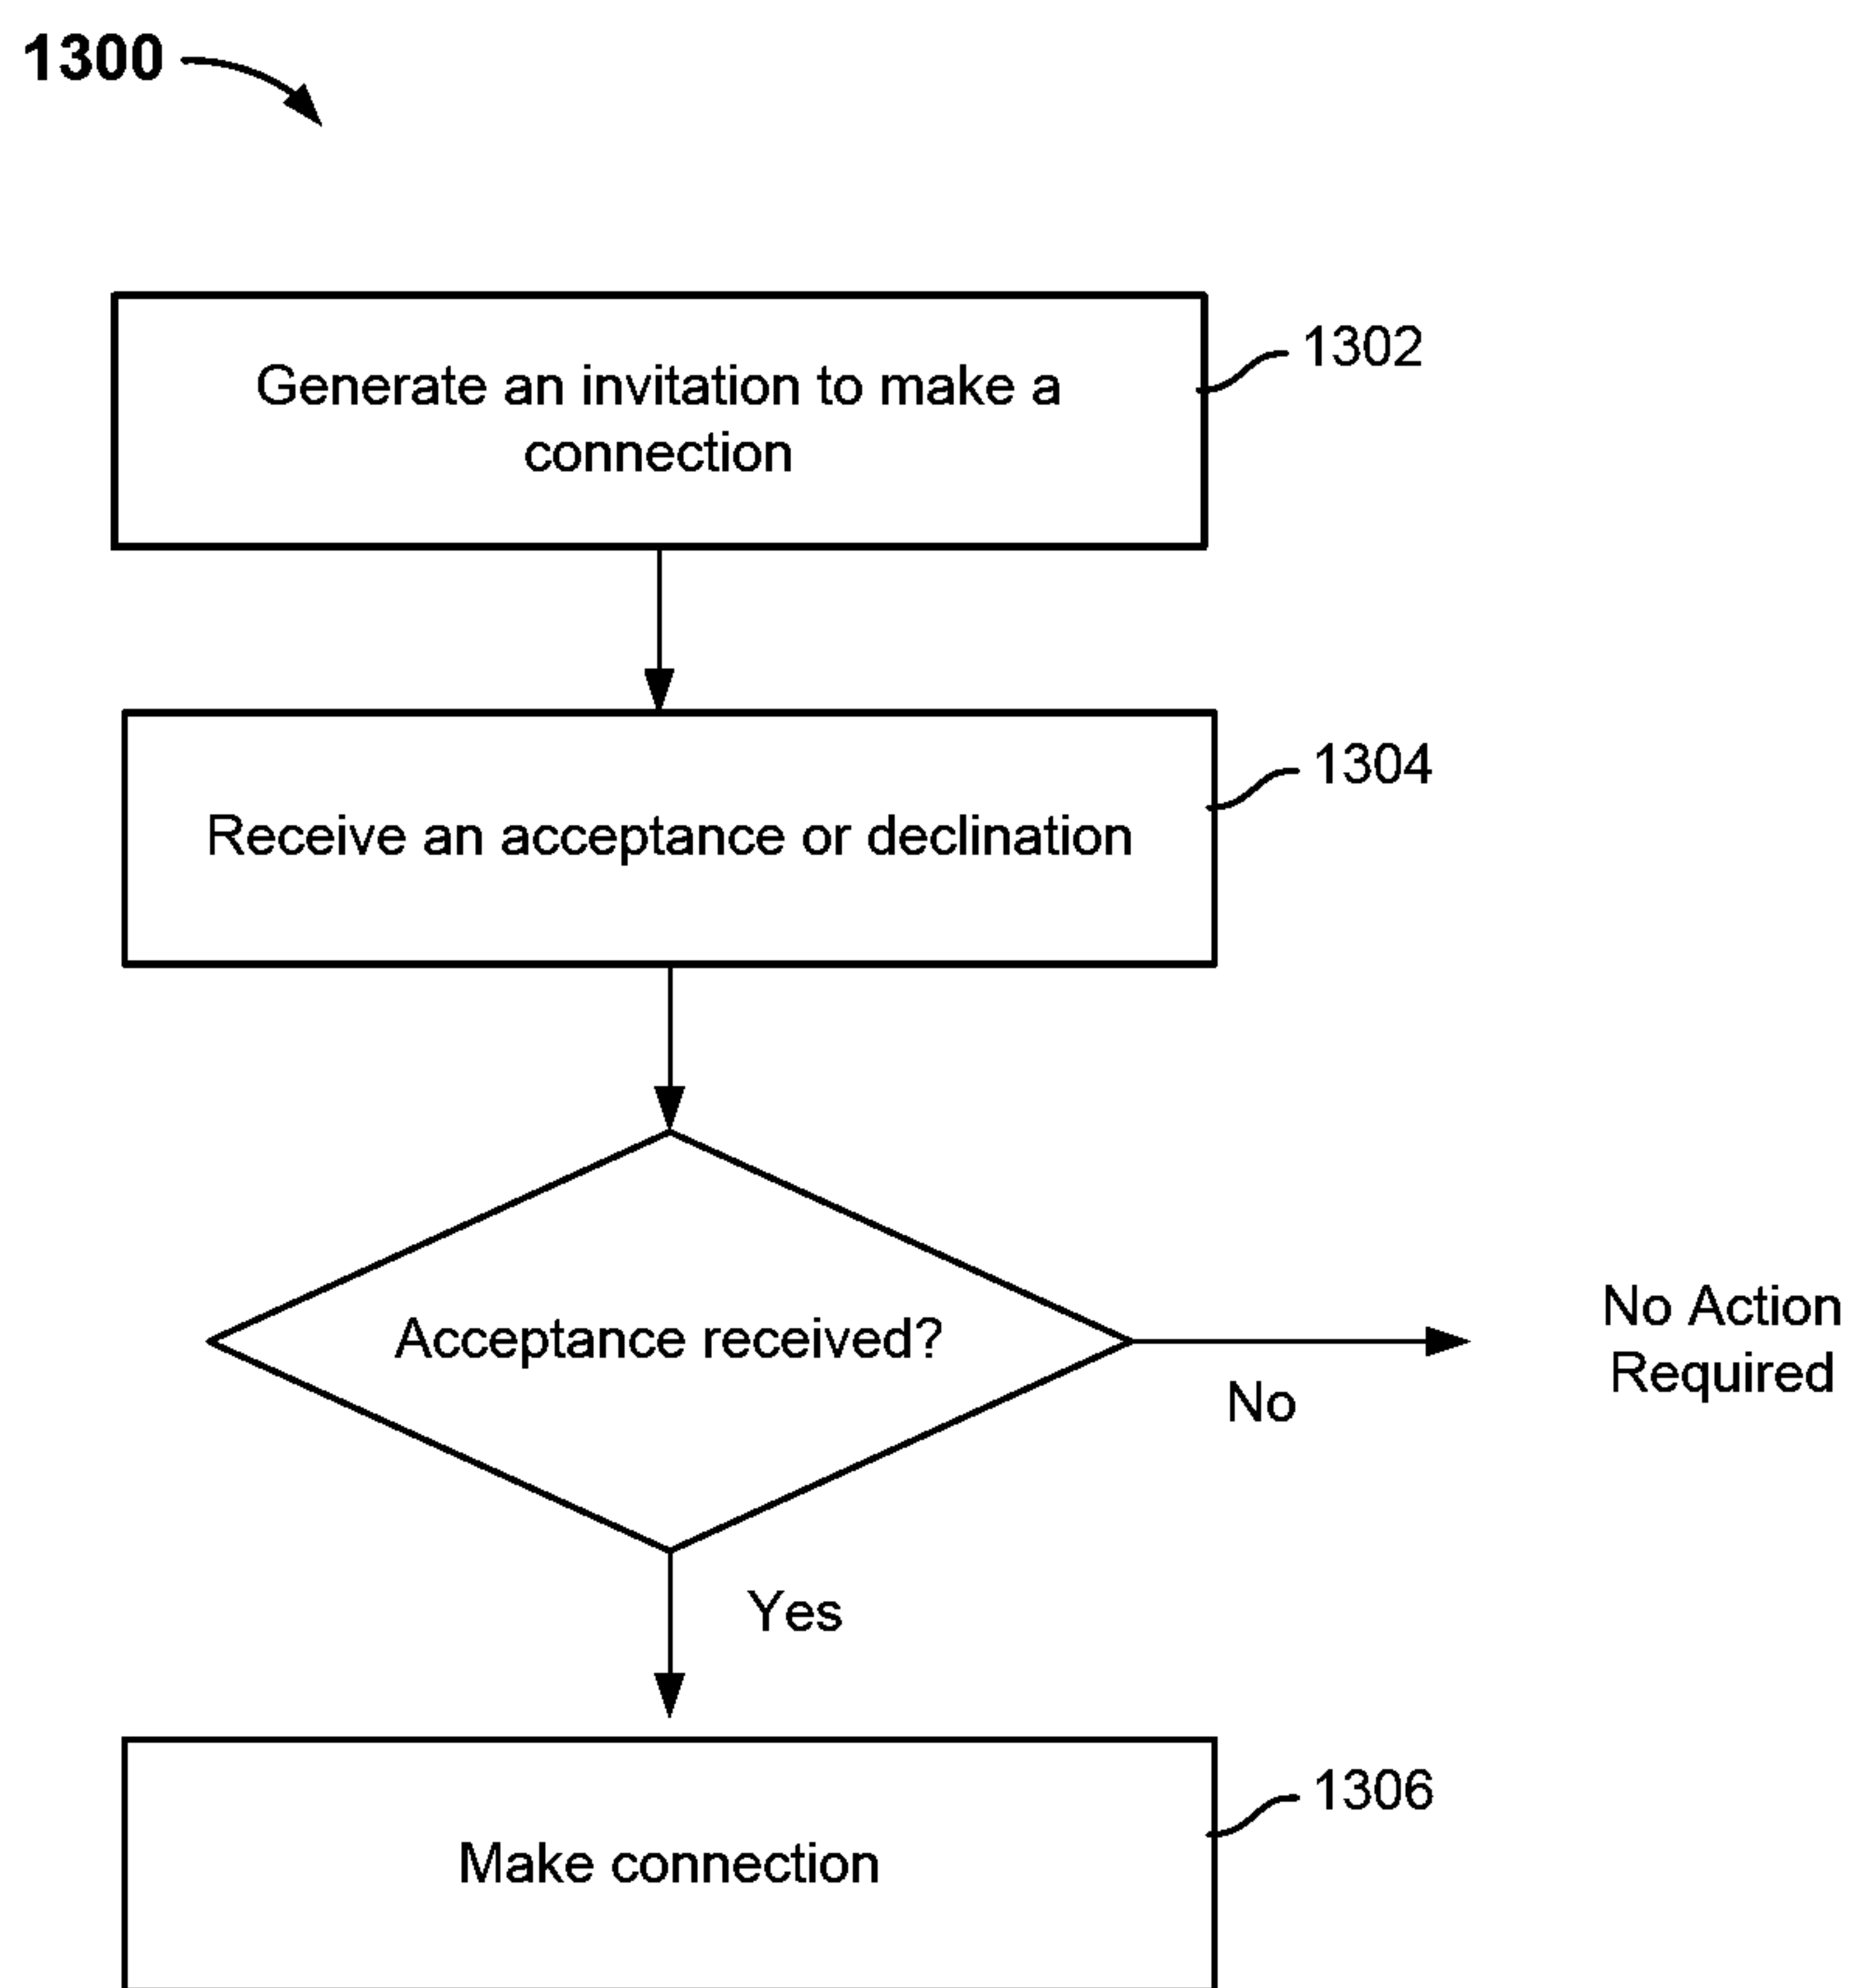 1300
Generate an invitation to make a
connection
1302
Receive an acceptance or declination
1304
Acceptance received?
No
No Action
Required
Yes
Make connection
1306